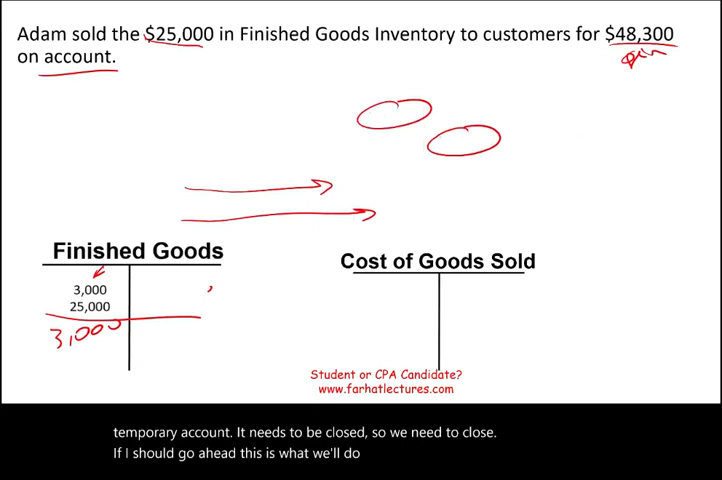 Adam sold the $25,000 in Finished Goods Inventory to customers for $48,300
on account.
Finished Goods
Cost of Goods Sold
3,000
25,000
3,000
Student or CPA Candidate?
www.farhatlectures.com
temporary account. It needs to be closed, so we need to close.
If I should go ahead this is what we'll do